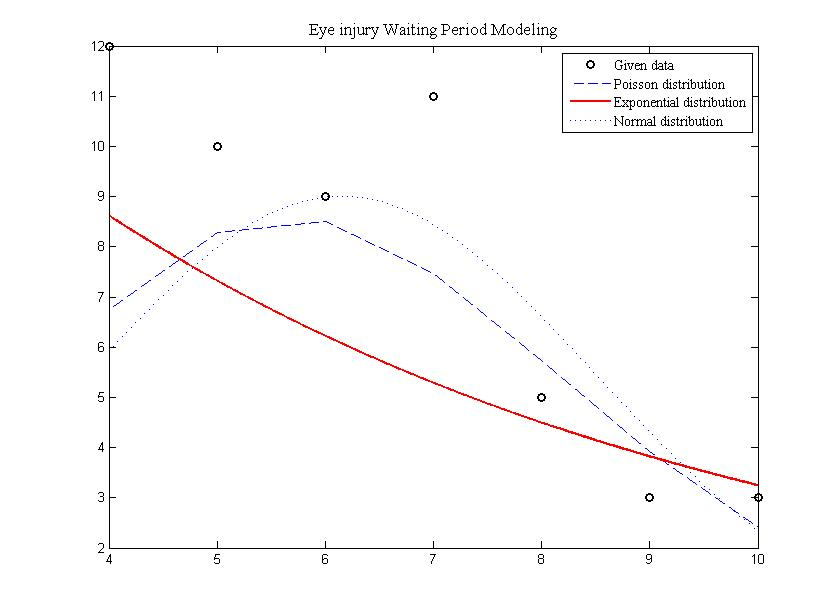 Eye injury Waiting Period Modeling
Given data
Poisson distribution
Exponential distribution
Normal distribution
12
11
10
9
8
7
6
5
4
3
2
4 5 6 7 8 9 10